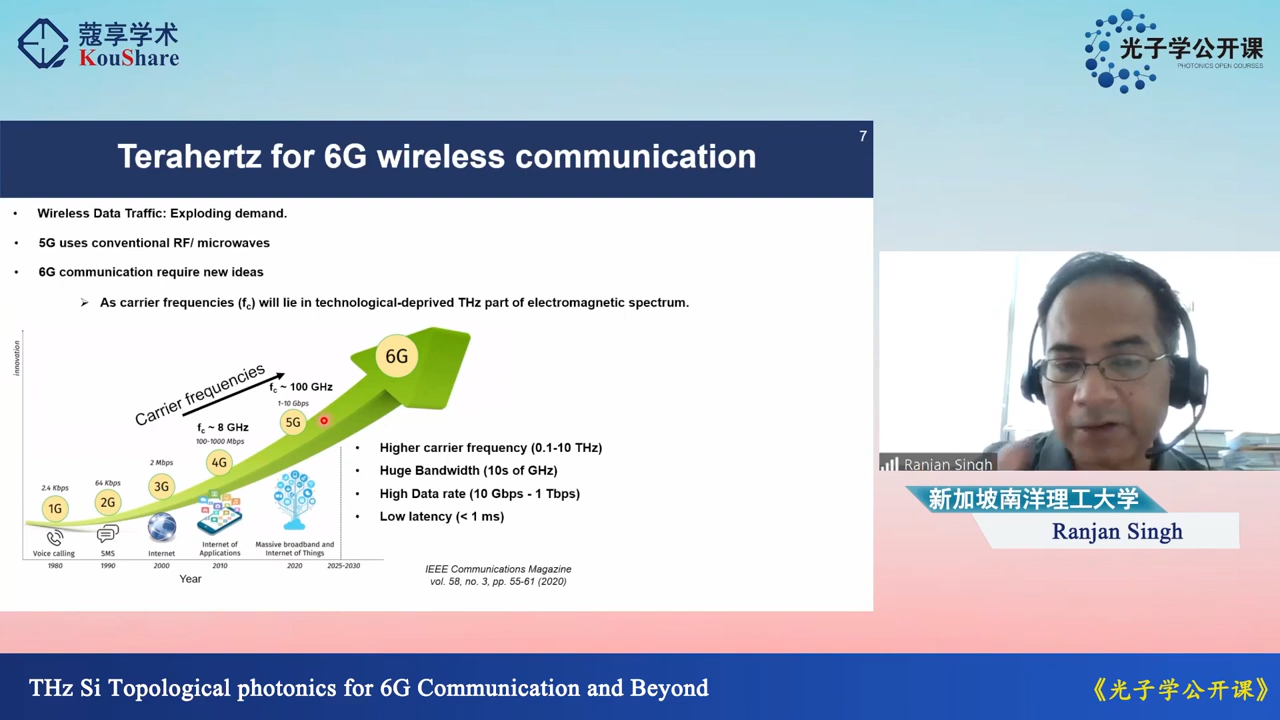 蔻享学术
KouShare
光子学公开课
PHOTONICS OPEN COURSES
Terahertz for 6G wireless communication
7
• Wireless Data Traffic: Exploding demand.
• 5G uses conventional RF/ microwaves
• 6G communication require new ideas
➢ As carrier frequencies (fc) will lie in technological-deprived THz part of electromagnetic spectrum.
innovation
Carrier frequencies
6G
fc ~ 100 GHz
1-10 Gbps
5G
fc ~ 8 GHz
100-1000 Mbps
4G
2 Mbps
3G
64 Kbps
2G
2.4 Kbps
1G
Voice calling
SMS
Internet
Internet of
Applications
Massive broadband and
Internet of Things
1980
1990
2000
2010
2020
2025-2030
Year
• Higher carrier frequency (0.1-10 THz)
• Huge Bandwidth (10s of GHz)
• High Data rate (10 Gbps - 1 Tbps)
• Low latency (< 1 ms)
IEEE Communications Magazine
vol. 58, no. 3, pp. 55-61 (2020)
Ranjan Singh
新加坡南洋理工大学
Ranjan Singh
THz Si Topological photonics for 6G Communication and Beyond
《光子学公开课》